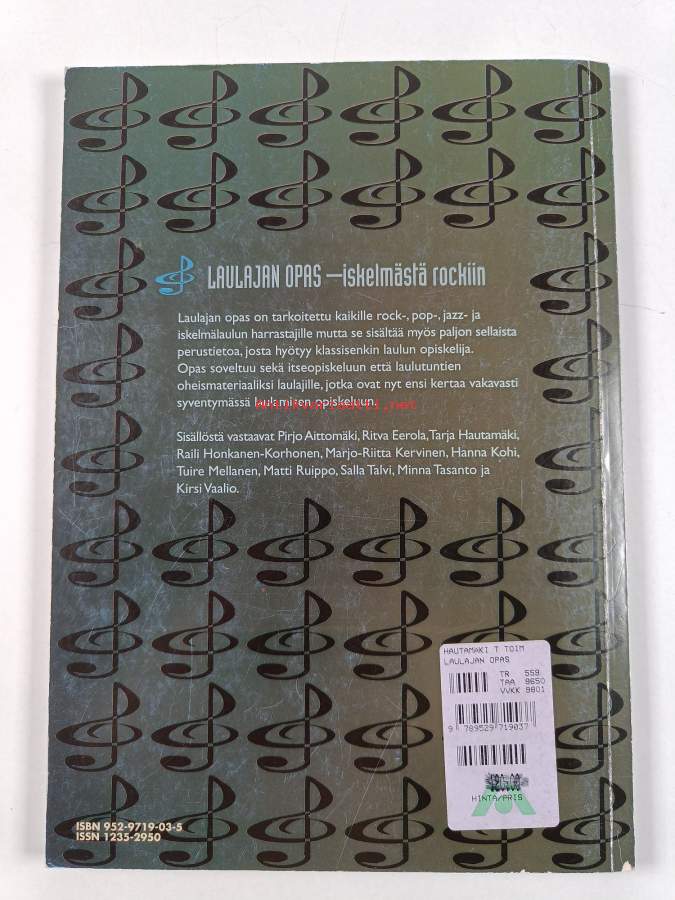 LAULAJAN OPAS – iskelmästä rockiin
Laulajan opas on tarkoitettu kaikille rock-, pop-, jazz- ja
iskelmälaulun harrastajille mutta se sisältää myös paljon sellaista
perustietoa, josta hyötyy klassisenkin laulun opiskelija.
Opas soveltuu sekä itseopiskeluun että laulutuntien
oheismateriaaliksi laulajille, jotka ovat nyt ensi kertaa vakavasti
syventymässä laulamisen opiskeluun.
Sisällöstä vastaavat Pirjo Aittomäki, Ritva Eerola, Tarja Hautamäki,
Raili Honkanen-Korhonen, Marjo-Riitta Kervinen, Hanna Kohi,
Tuire Mellanen, Matti Ruippo, Salla Talvi, Minna Tasanto ja
Kirsi Vaalio.
HAUTAMAKI T TOIM
LAULAJAN OPAS
TR 559
TAA 9650
VVKK 9801
9 789529 719037
HINTA/PRIS
ISBN 952-9719-03-5
ISSN 1235-2950